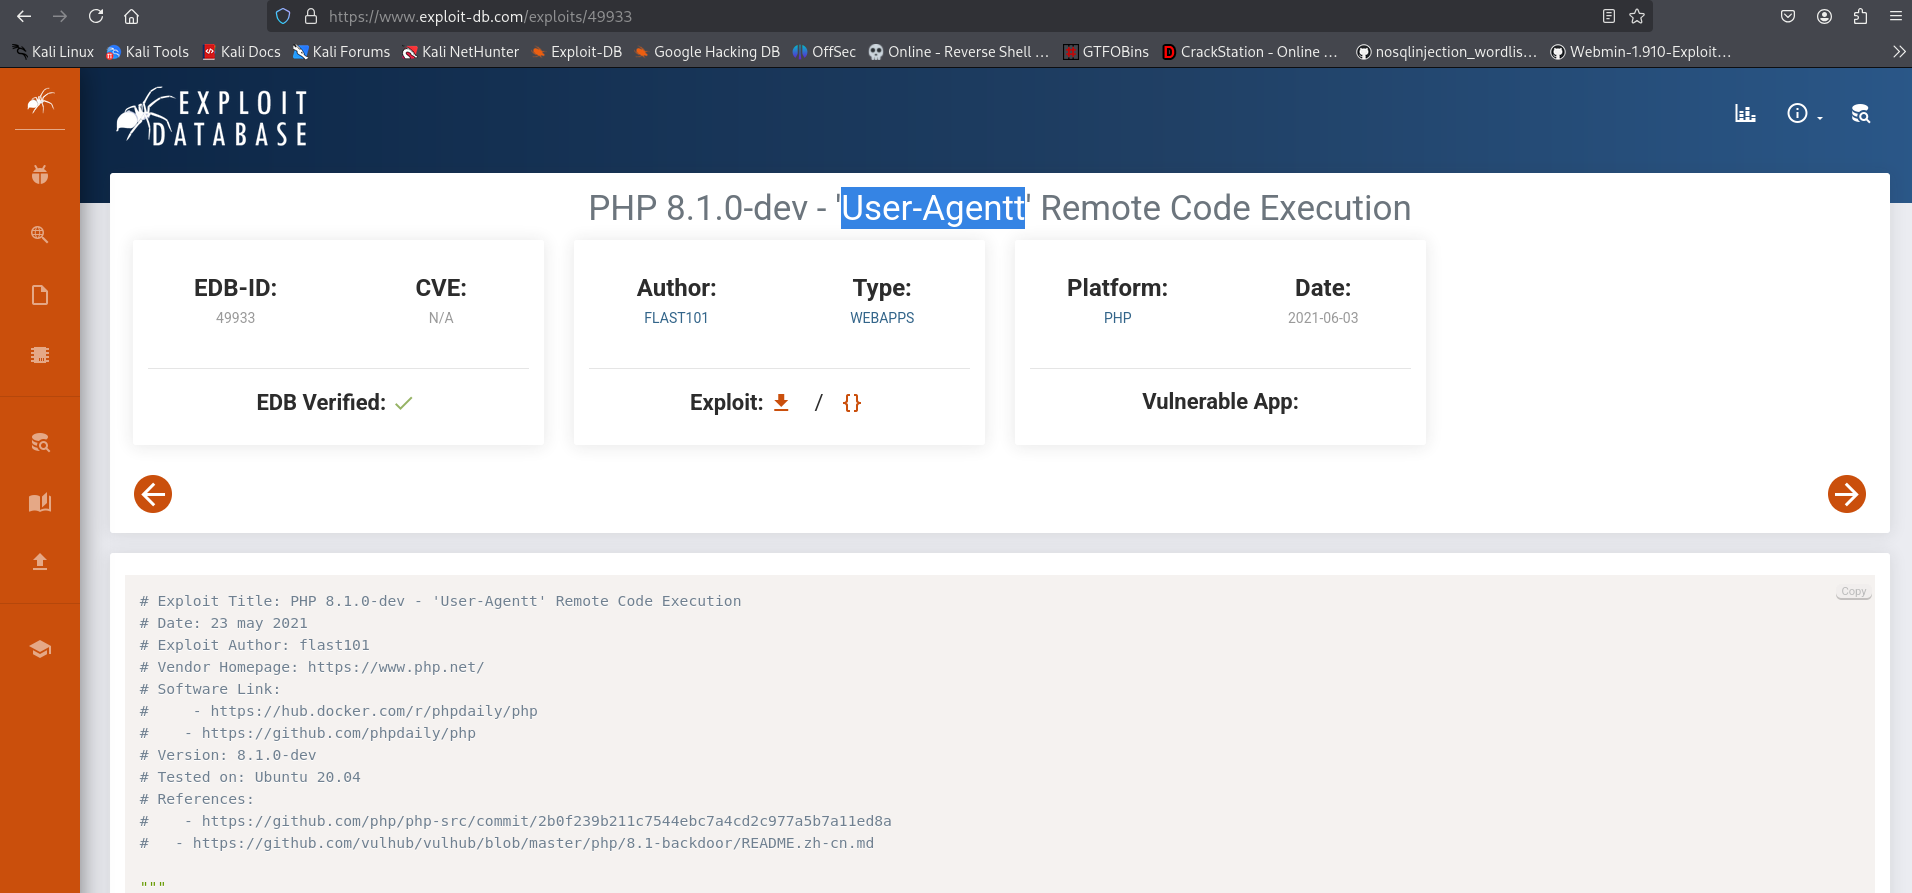 https://www.exploit-db.com/exploits/49933
Kali Linux Kali Tools Kali Docs Kali Forums Kali NetHunter Exploit-DB Google Hacking DB OffSec Online - Reverse Shell ... GTFOBins CrackStation - Online ... nosqlinjection_wordlis... Webmin-1.910-Exploit...
EXPLOIT
DATABASE
PHP 8.1.0-dev - 'User-Agentt' Remote Code Execution
EDB-ID:
49933
CVE:
N/A
EDB Verified:
Author:
FLAST101
Type:
WEBAPPS
Exploit: / {}
Platform:
PHP
Date:
2021-06-03
Vulnerable App:
Copy
# Exploit Title: PHP 8.1.0-dev - 'User-Agentt' Remote Code Execution
# Date: 23 may 2021
# Exploit Author: flast101
# Vendor Homepage: https://www.php.net/
# Software Link:
#     - https://hub.docker.com/r/phpdaily/php
#    - https://github.com/phpdaily/php
# Version: 8.1.0-dev
# Tested on: Ubuntu 20.04
# References:
#    - https://github.com/php/php-src/commit/2b0f239b211c7544ebc7a4cd2c977a5b7a11ed8a
#   - https://github.com/vulhub/vulhub/blob/master/php/8.1-backdoor/README.zh-cn.md
"""